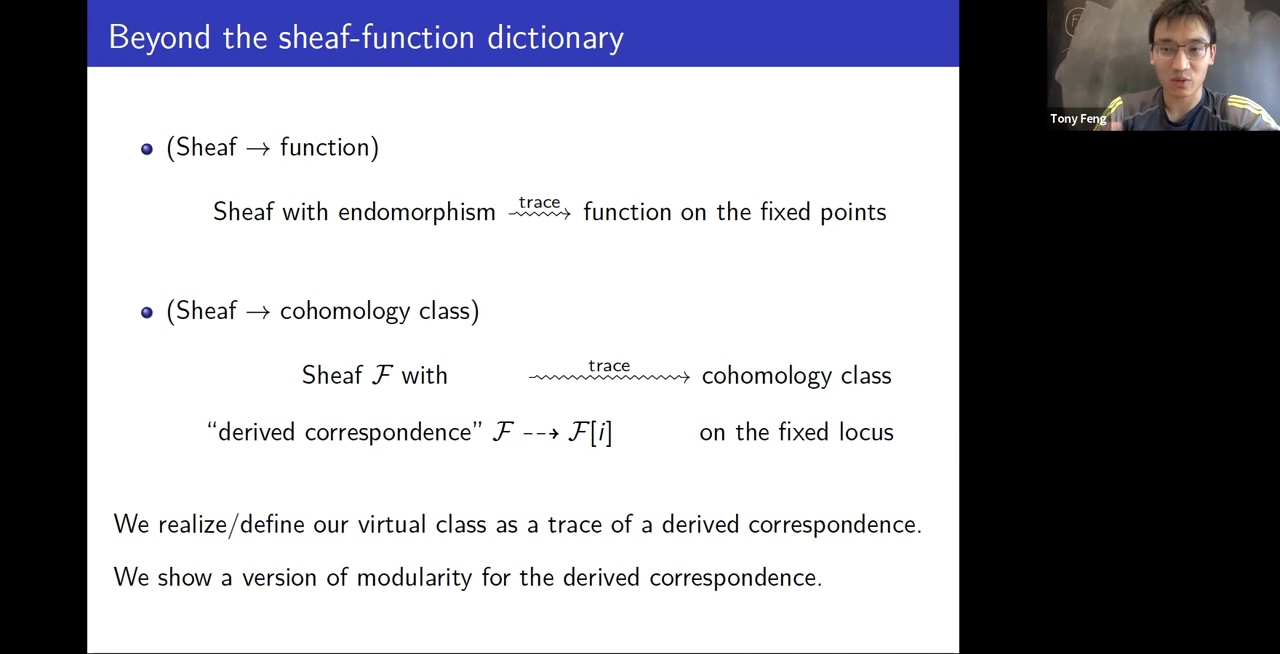 Beyond the sheaf-function dictionary
(Sheaf → function)
Sheaf with endomorphism trace function on the fixed points
(Sheaf → cohomology class)
Sheaf ℱ with trace cohomology class
“derived correspondence” ℱ ⇢ ℱ[i] on the fixed locus
We realize/define our virtual class as a trace of a derived correspondence.
We show a version of modularity for the derived correspondence.
Tony Feng